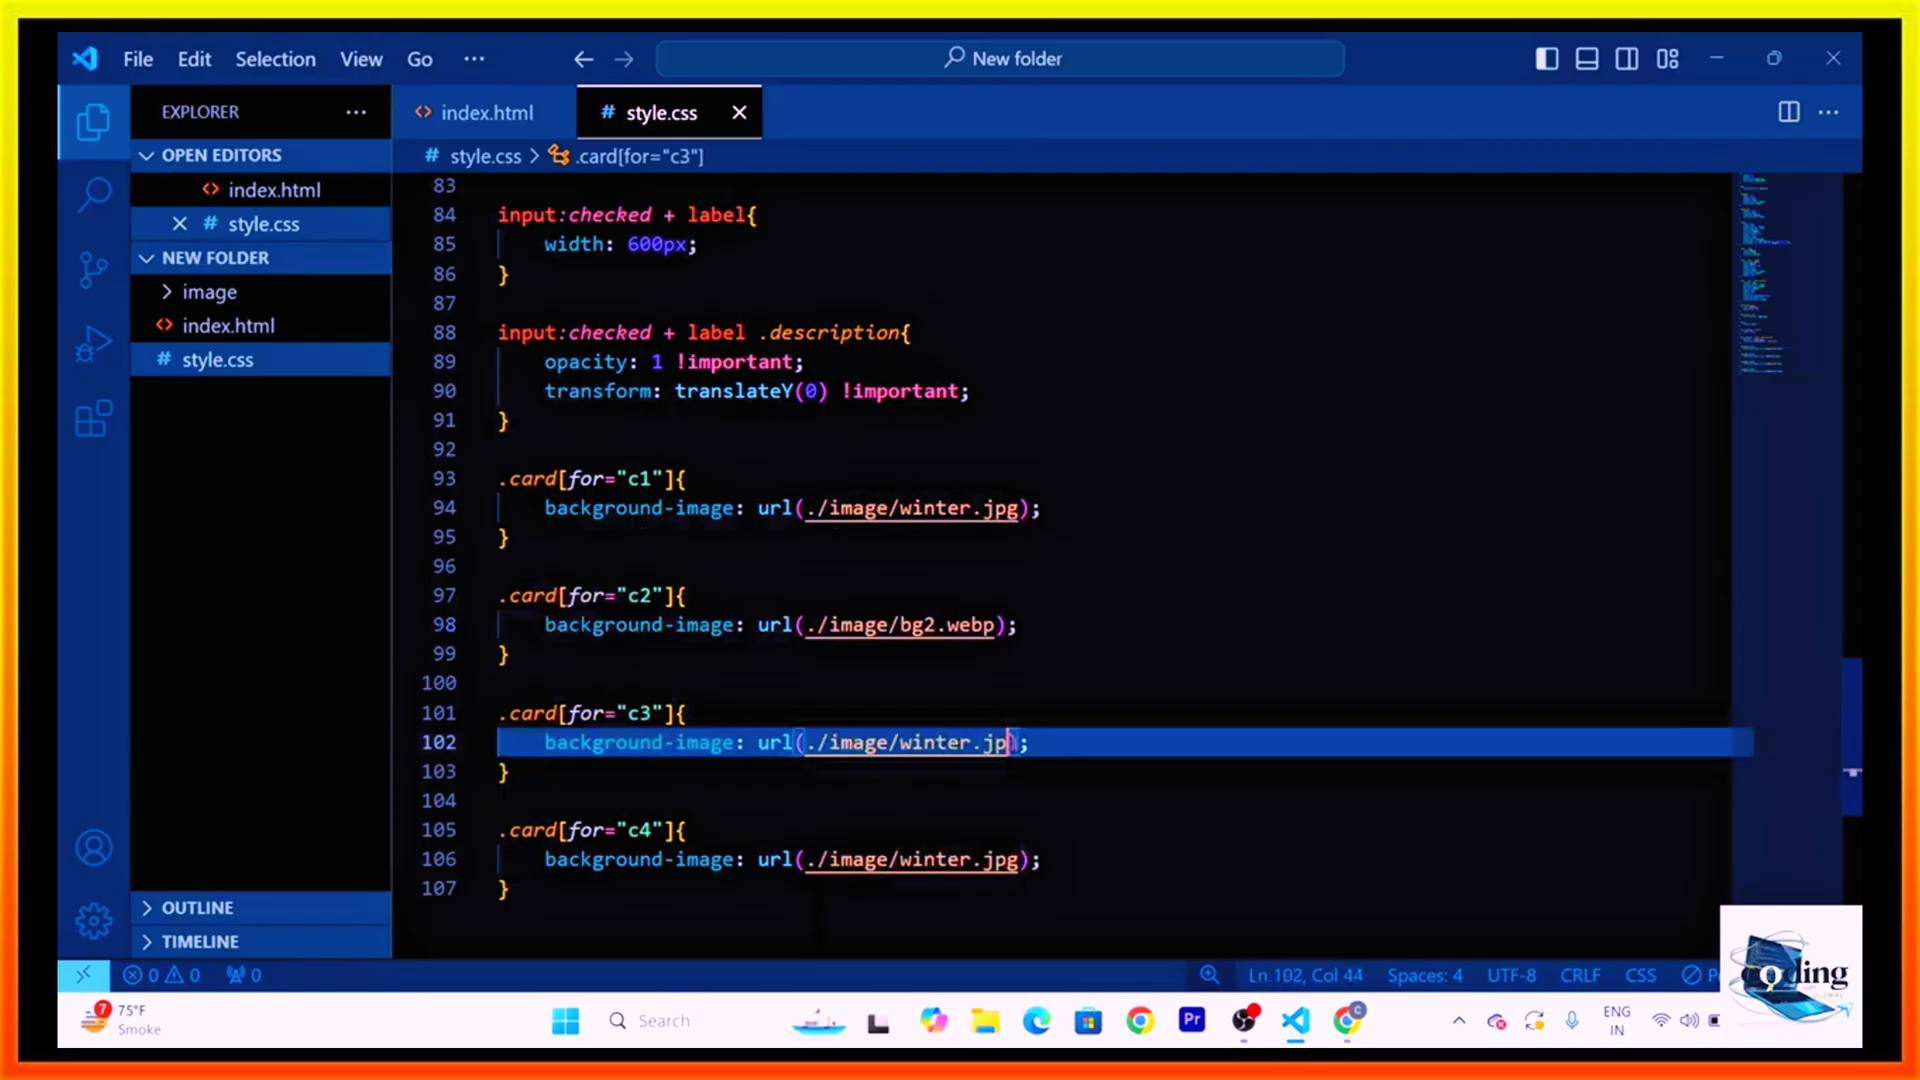 File Edit Selection View Go ··· New folder
EXPLORER ···
index.html
style.css
OPEN EDITORS
index.html
style.css
NEW FOLDER
image
index.html
style.css
OUTLINE
TIMELINE
style.css > .card[for="c3"]
83
84 input:checked + label{
85 width: 600px;
86 }
87
88 input:checked + label .description{
89 opacity: 1 !important;
90 transform: translateY(0) !important;
91 }
92
93 .card[for="c1"]{
94 background-image: url(./image/winter.jpg);
95 }
96
97 .card[for="c2"]{
98 background-image: url(./image/bg2.webp);
99 }
100
101 .card[for="c3"]{
102 background-image: url(./image/winter.jp);
103 }
104
105 .card[for="c4"]{
106 background-image: url(./image/winter.jpg);
107 }
0 0 0
Ln 102, Col 44 Spaces: 4 UTF-8 CRLF CSS
7 75°F
Smoke
Search
Pr
C
ENG
IN